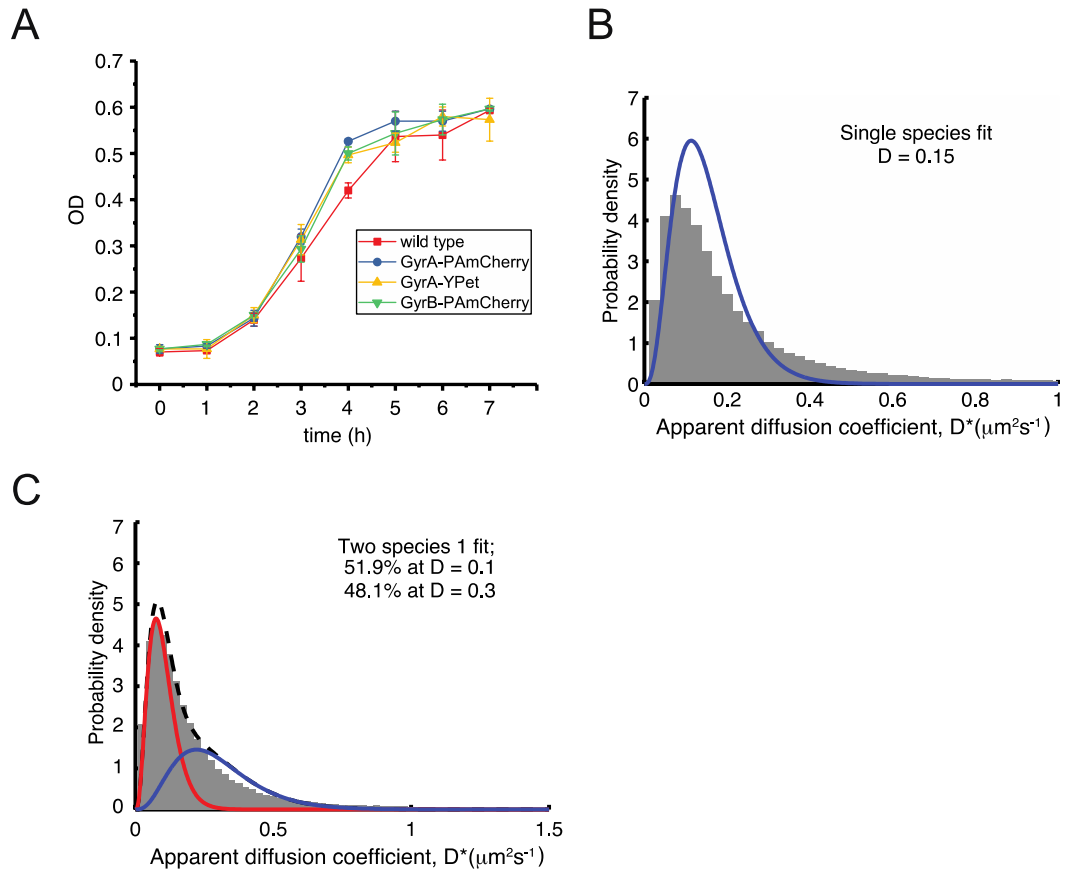 A
0.7
0.6
0.5
0.4
0.3
0.2
0.1
0
OD
0 1 2 3 4 5 6 7
time (h)
wild type
GyrA-PAmCherry
GyrA-YPet
GyrB-PAmCherry
B
7
6
5
4
3
2
1
0
Probability density
Single species fit
D = 0.15
0 0.2 0.4 0.6 0.8 1
Apparent diffusion coefficient, D*(μm²s⁻¹)
C
7
6
5
4
3
2
1
0
Probability density
Two species 1 fit;
51.9% at D = 0.1
48.1% at D = 0.3
0 0.5 1 1.5
Apparent diffusion coefficient, D*(μm²s⁻¹)